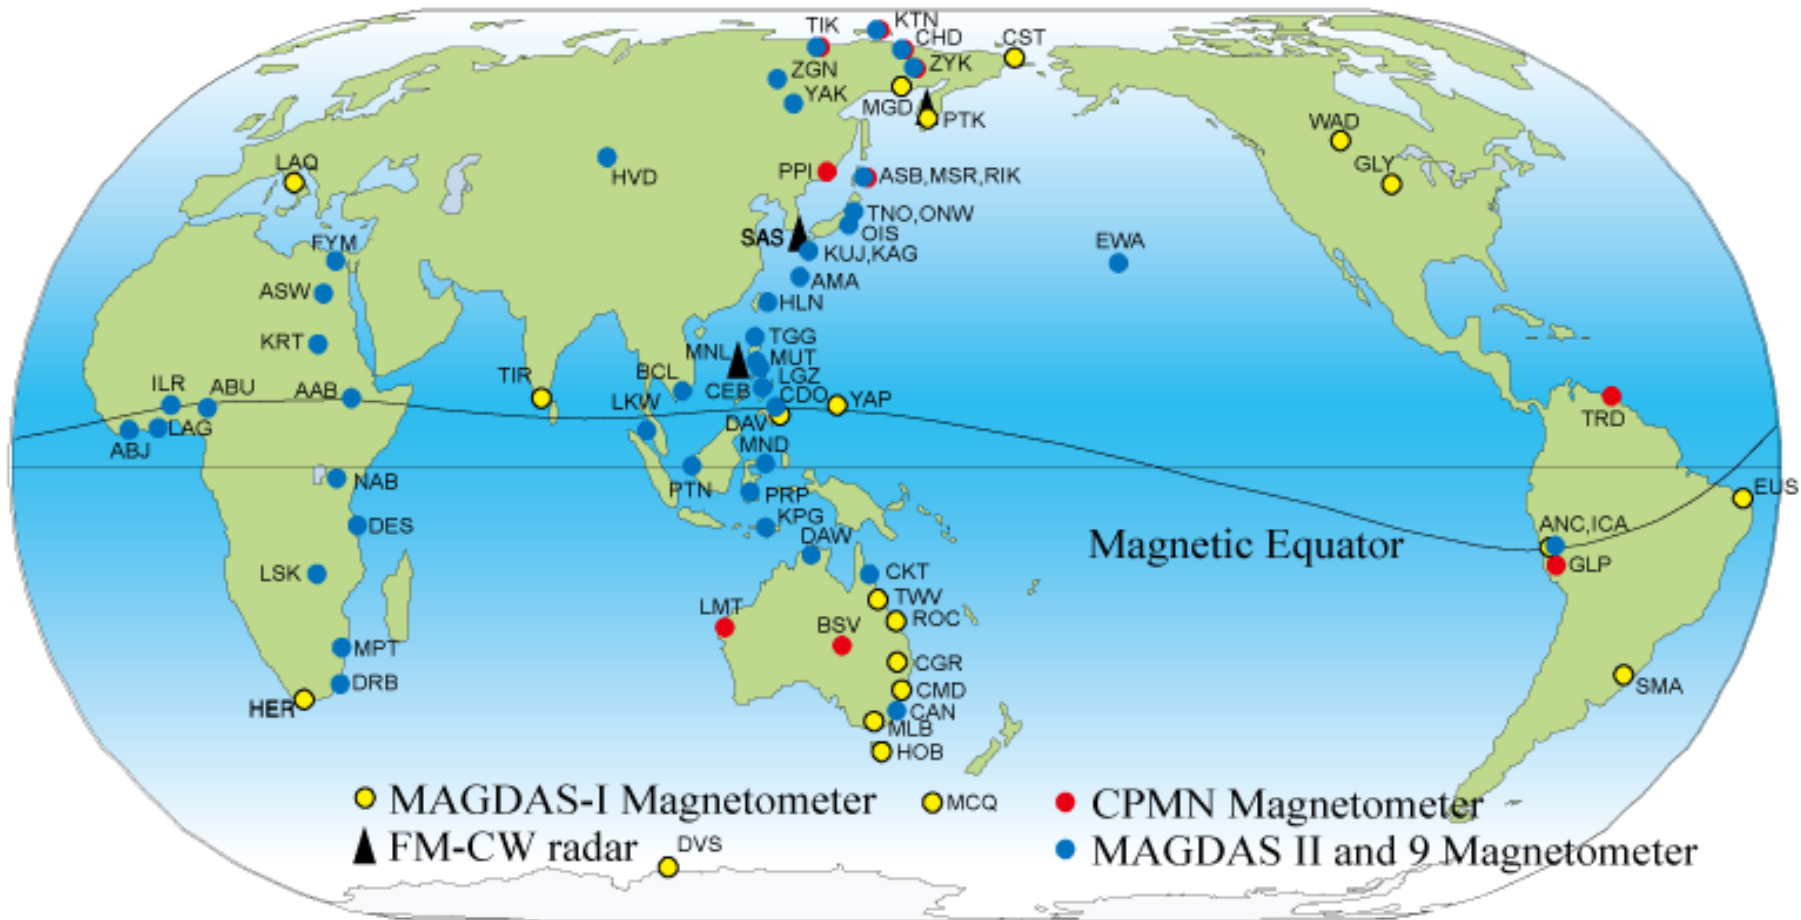 TIK
KTN
CHD
CST
ZGN
ZYK
YAK
MGD
PTK
WAD
LAQ
GLY
HVD
PPI
ASB,MSR,RIK
TNO,ONW
SAS
OIS
FYM
EWA
KUJ,KAG
AMA
ASW
HLN
KRT
TGG
MNL
MUT
TIR
BCL
LGZ
ILR
ABU
AAB
CEB
CDO
YAP
LKW
LAG
DAV
TRD
ABJ
MND
NAB
PTN
PRP
EUS
DES
KPG
ANC,ICA
DAW
Magnetic Equator
LSK
CKT
GLP
TWV
LMT
ROC
BSV
MPT
CGR
DRB
CMD
SMA
HER
CAN
MLB
HOB
MAGDAS-I Magnetometer
MCQ
CPMN Magnetometer
FM-CW radar
DVS
MAGDAS II and 9 Magnetometer